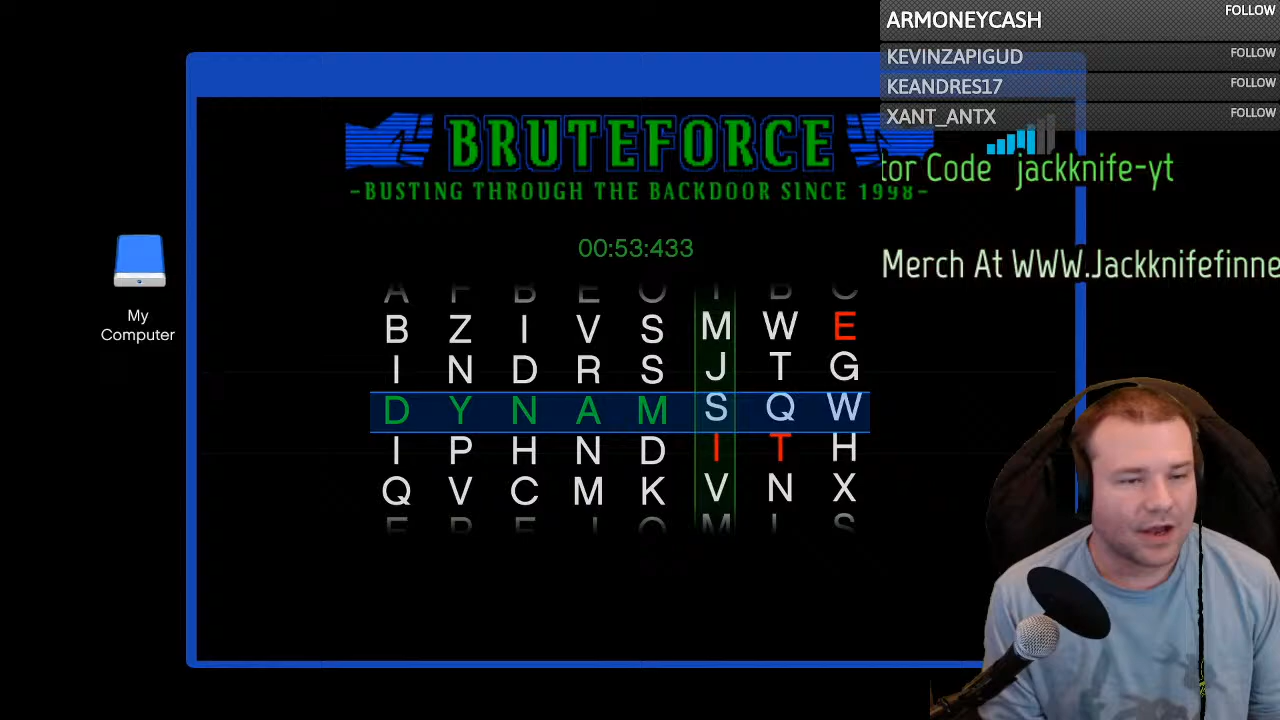 ARMONEYCASH FOLLOW
KEVINZAPIGUD FOLLOW
KEANDRES17 FOLLOW
XANT_ANTX FOLLOW
BRUTEFORCE
-BUSTING THROUGH THE BACKDOOR SINCE 1998-
tor Code jackknife-yt
00:53:433
Merch At WWW.Jackknifefinne
My
Computer
B Z I V S M W E
I N D R S J T G
D Y N A M S Q W
I P H N D I T H
Q V C M K V N X